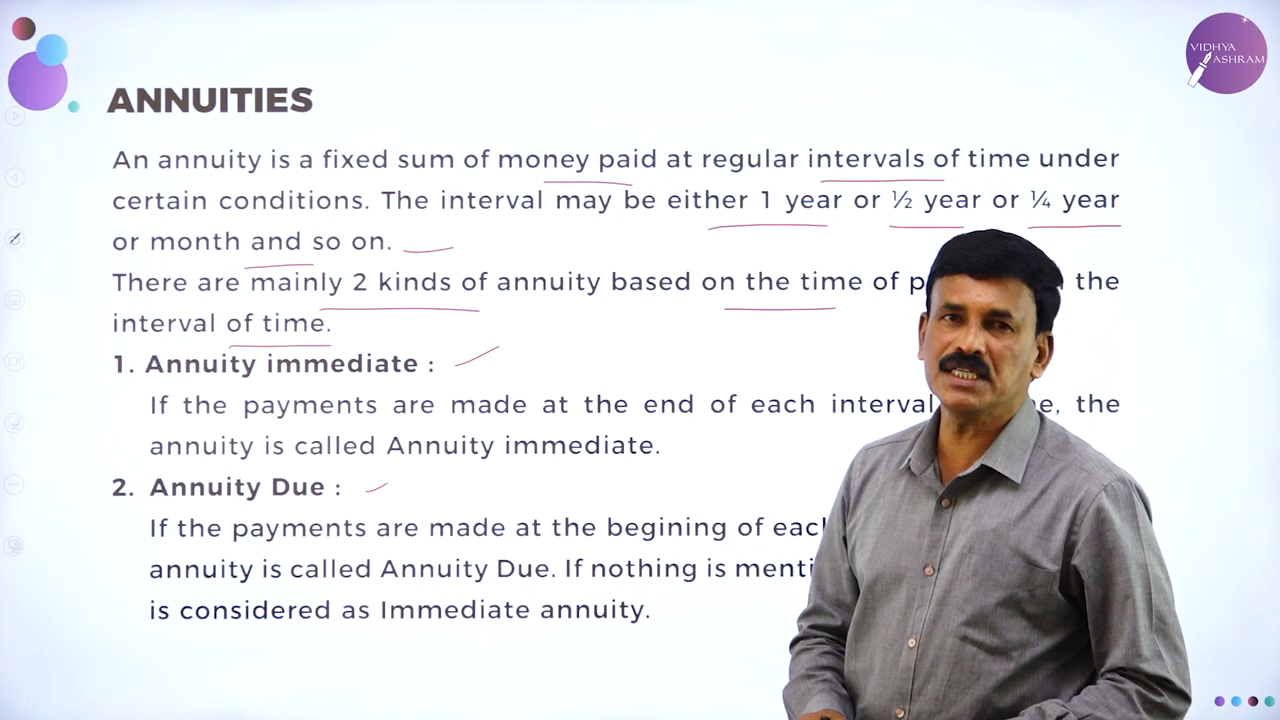 VIDHYA
ASHRAM
ANNUITIES
An annuity is a fixed sum of money paid at regular intervals of time under
certain conditions. The interval may be either 1 year or ½ year or ¼ year
or month and so on.
There are mainly 2 kinds of annuity based on the time of the
interval of time.
1. Annuity immediate :
If the payments are made at the end of each interval the
annuity is called Annuity immediate.
2. Annuity Due :
If the payments are made at the begining of each
annuity is called Annuity Due. If nothing is
is considered as Immediate annuity.